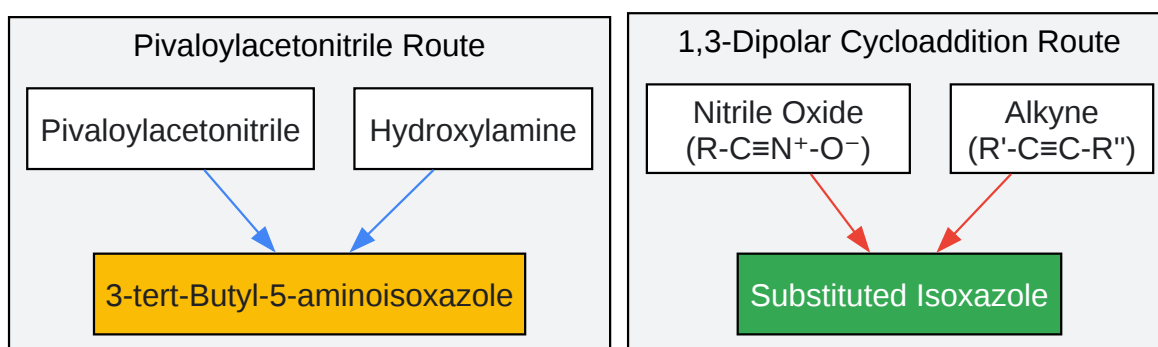 Pivaloylacetonitrile Route
Pivaloylacetonitrile
Hydroxylamine
3-tert-Butyl-5-aminoisoxazole
1,3-Dipolar Cycloaddition Route
Nitrile Oxide
(R-C≡N⁺-O⁻)
Alkyne
(R'-C≡C-R")
Substituted Isoxazole